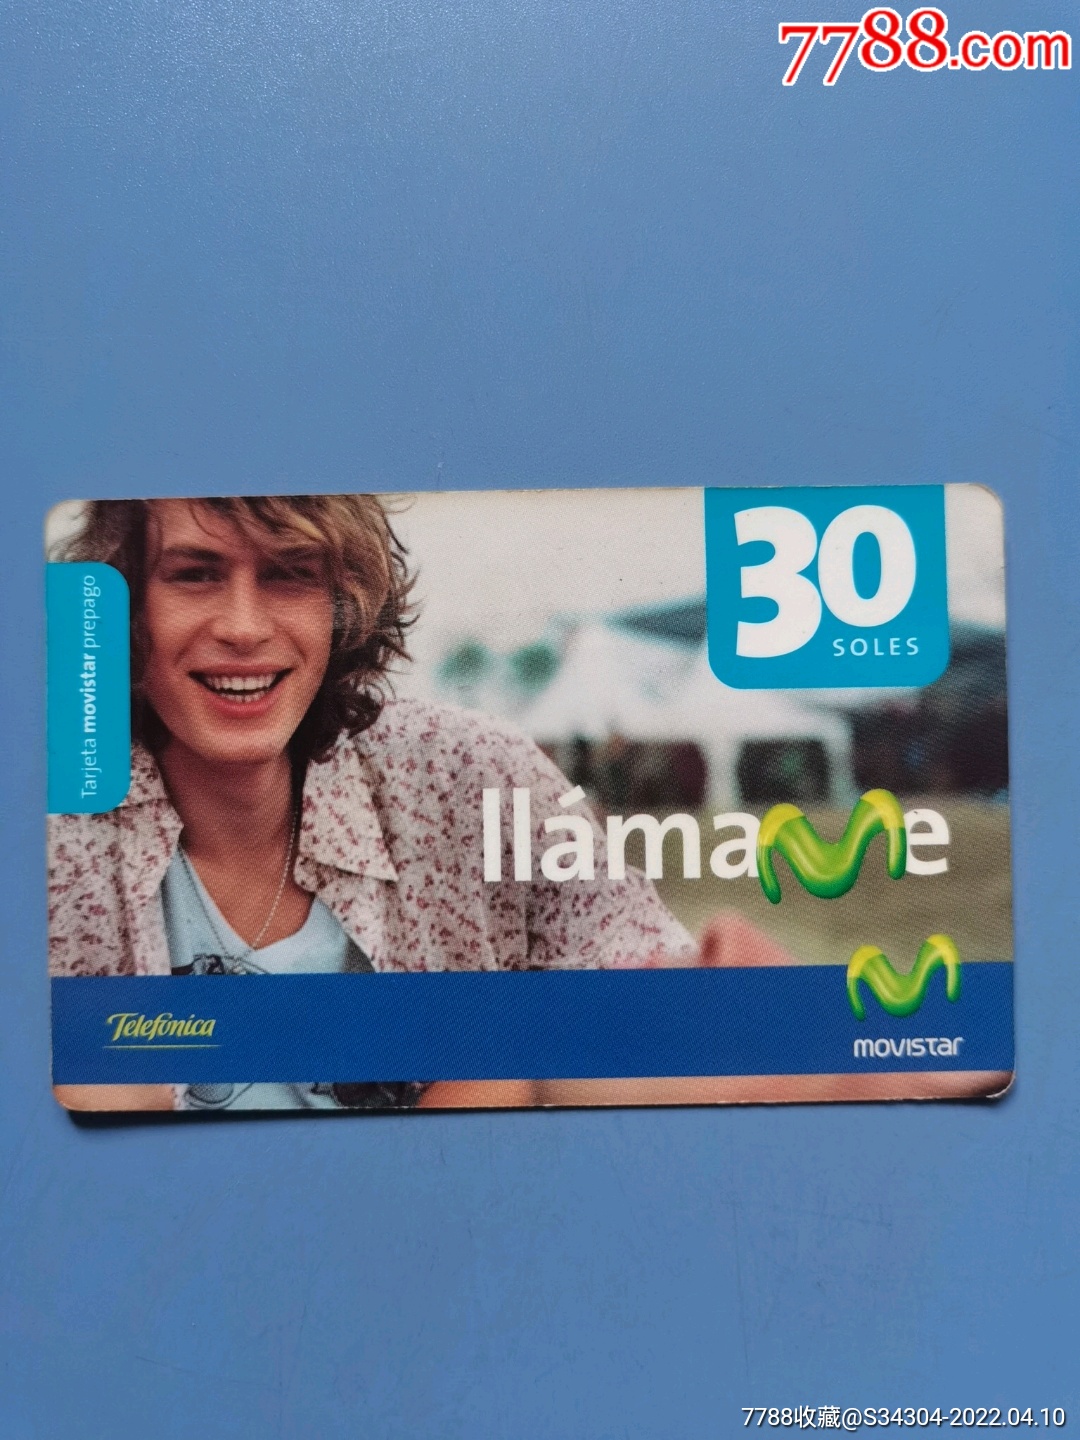 7788.com
30
SOLES
Tarjeta movistar prepago
llámame
Telefónica
movistar
7788收藏@S34304-2022.04.10